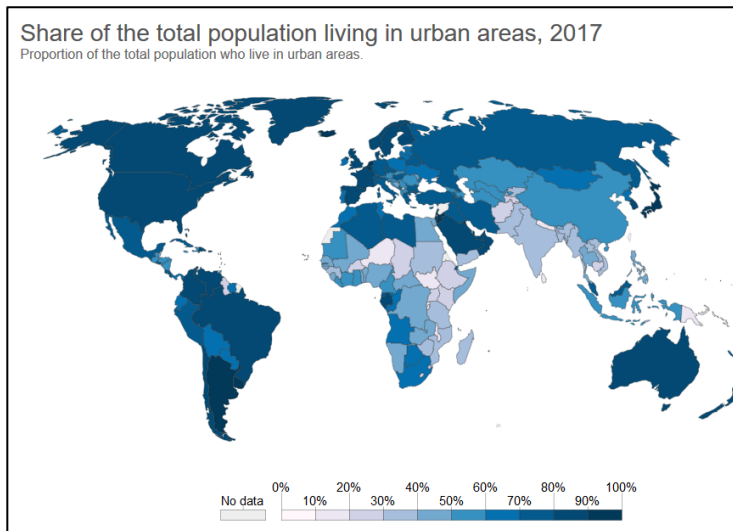 Share of the total population living in urban areas, 2017
Proportion of the total population who live in urban areas.
0% 20% 40% 60% 80% 100%
No data 10% 30% 50% 70% 90%